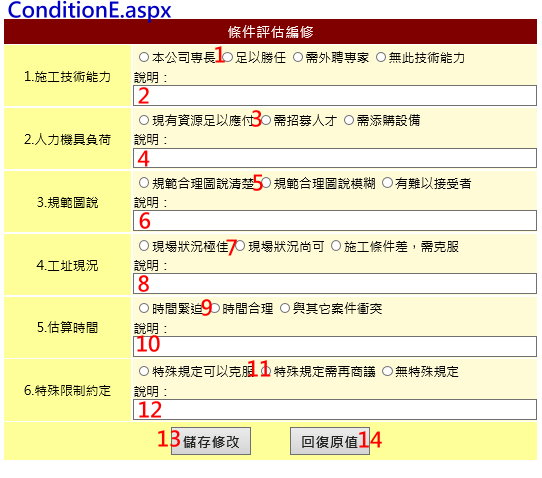 ConditionE.aspx
條件評估編修
1.施工技術能力
本公司專長 1 足以勝任 需外聘專家 無此技術能力
說明：
2
2.人力機具負荷
現有資源足以應付 3 需招募人才 需添購設備
說明：
4
3.規範圖說
規範合理圖說清楚 5 規範合理圖說模糊 有難以接受者
說明：
6
4.工址現況
現場狀況極佳 7 現場狀況尚可 施工條件差，需克服
說明：
8
5.估算時間
時間緊迫 9 時間合理 與其它案件衝突
說明：
10
6.特殊限制約定
特殊規定可以克服 11 特殊規定需再商議 無特殊規定
說明：
12
13 儲存修改 回復原值 14